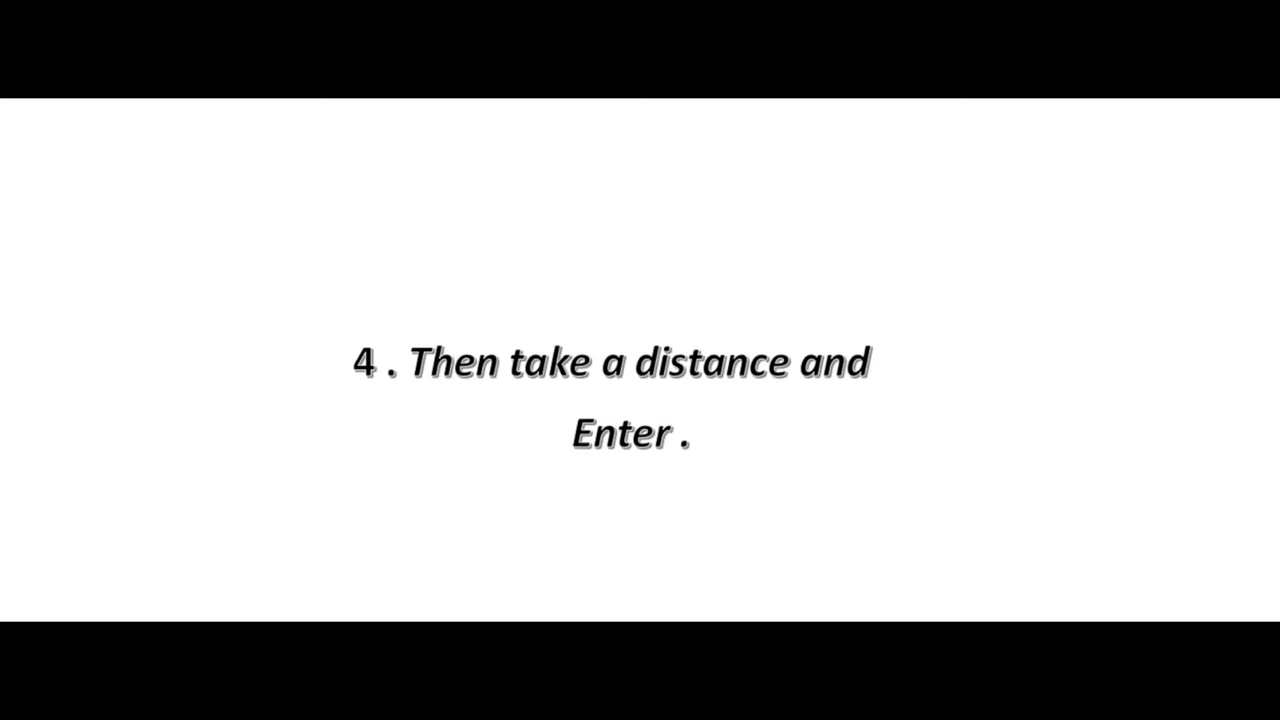 4 . Then take a distance and
Enter .